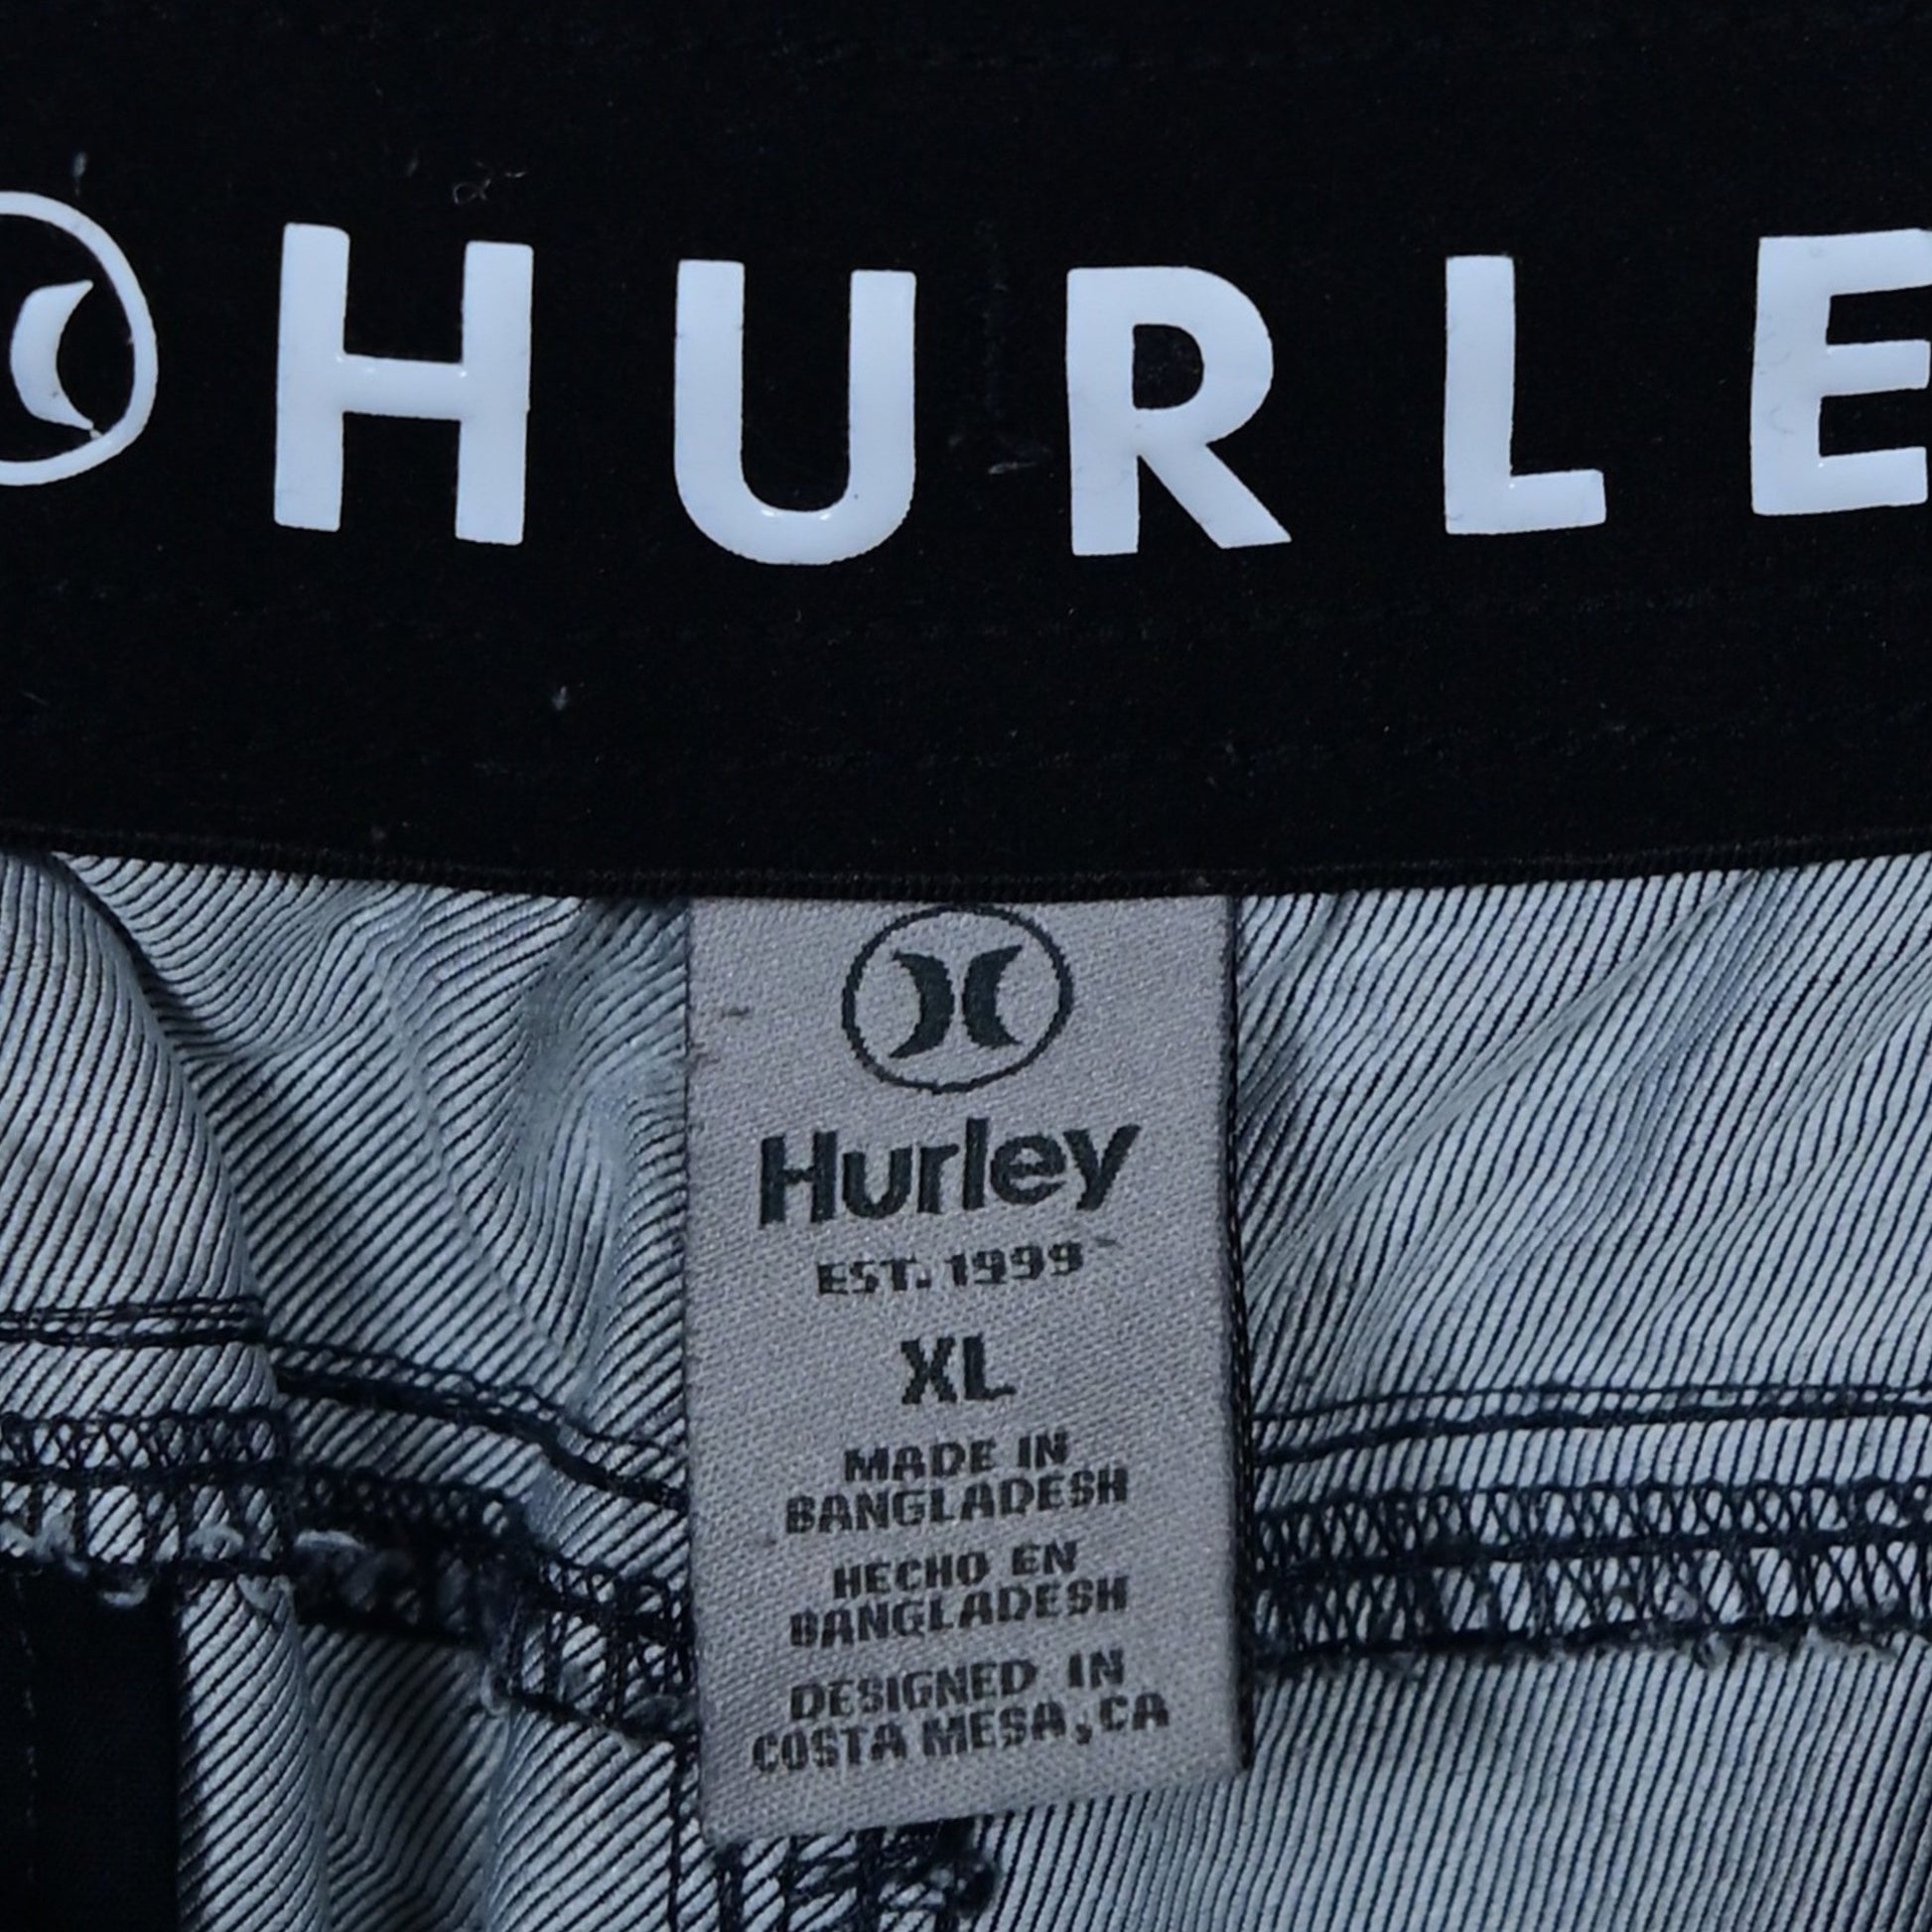 HURLE
Hurley
EST. 1999
XL
MADE IN
BANGLADESH
HECHO EN
BANGLADESH
DESIGNED IN
COSTA MESA, CA